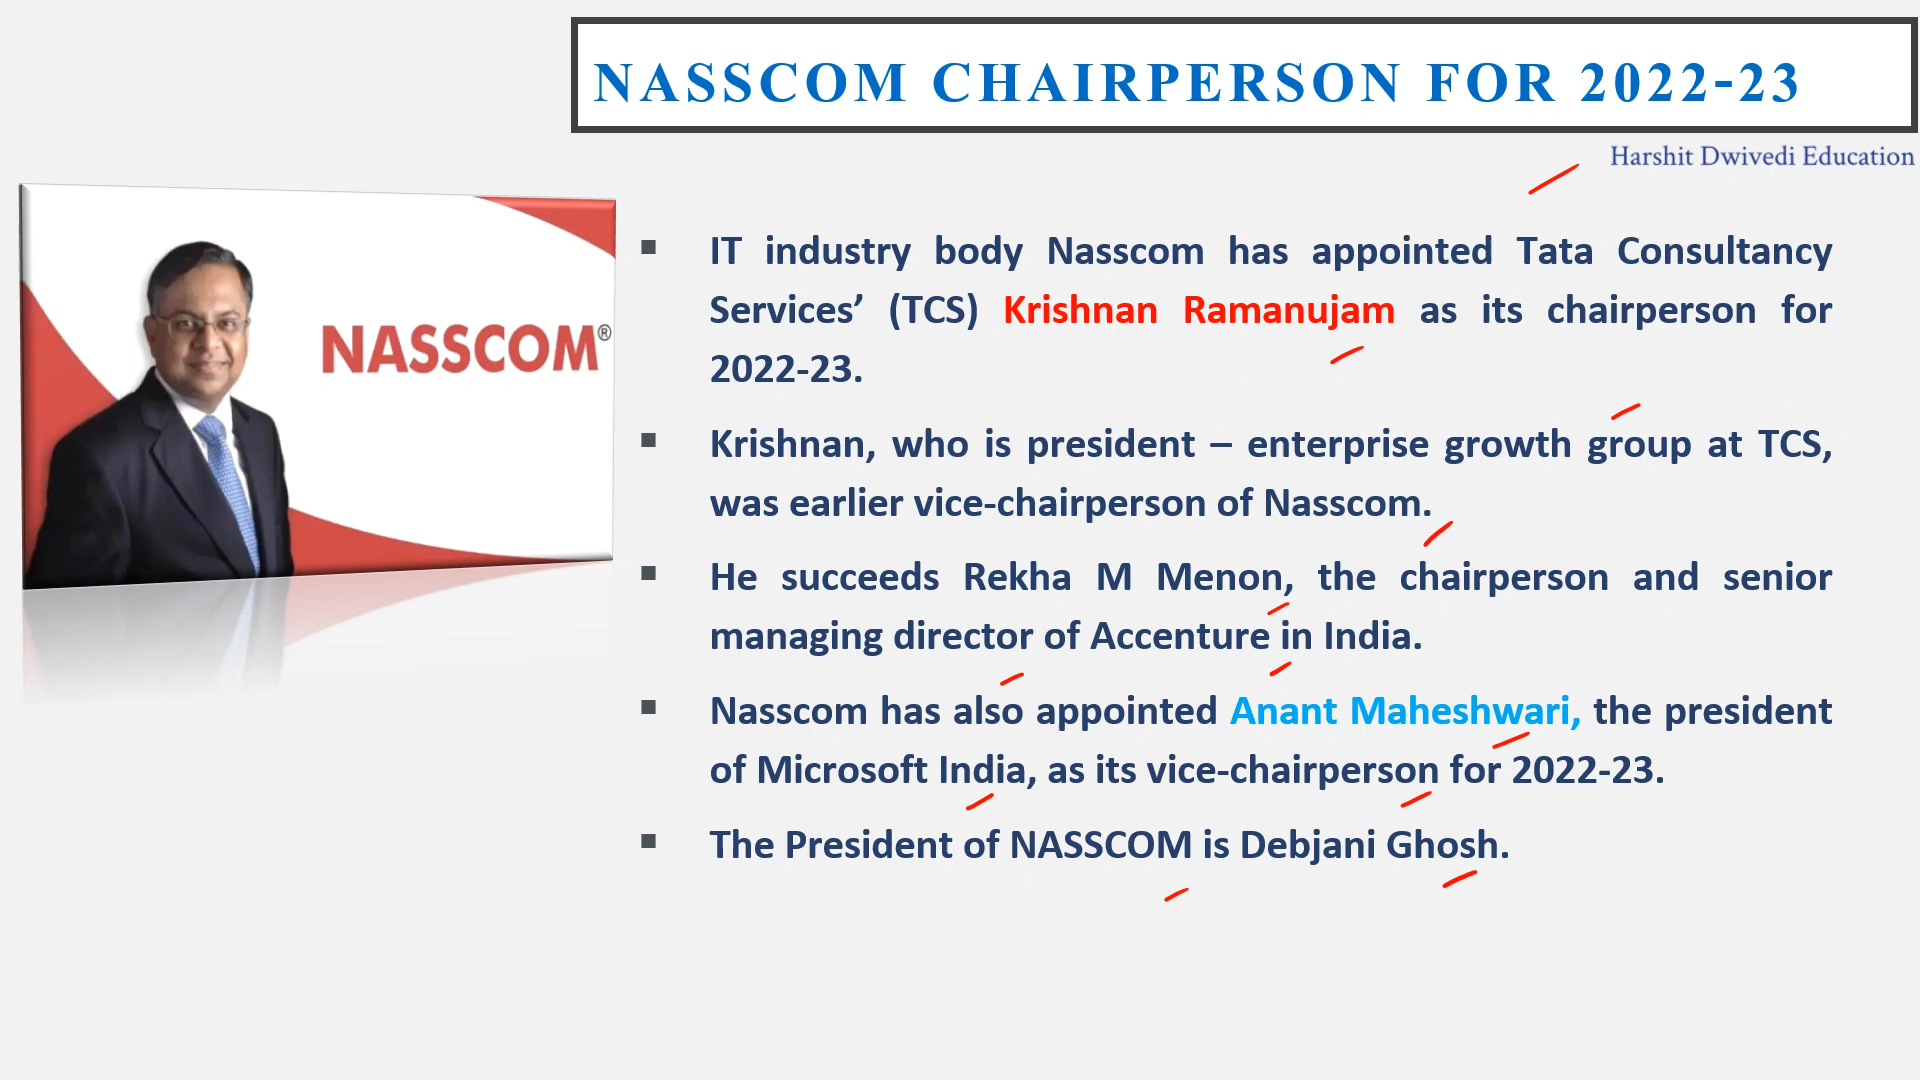 NASSCOM CHAIRPERSON FOR 2022-23
Harshit Dwivedi Education
NASSCOM®
▪ IT industry body Nasscom has appointed Tata Consultancy
Services’ (TCS) Krishnan Ramanujam as its chairperson for
2022-23.
▪ Krishnan, who is president – enterprise growth group at TCS,
was earlier vice-chairperson of Nasscom.
▪ He succeeds Rekha M Menon, the chairperson and senior
managing director of Accenture in India.
▪ Nasscom has also appointed Anant Maheshwari, the president
of Microsoft India, as its vice-chairperson for 2022-23.
▪ The President of NASSCOM is Debjani Ghosh.